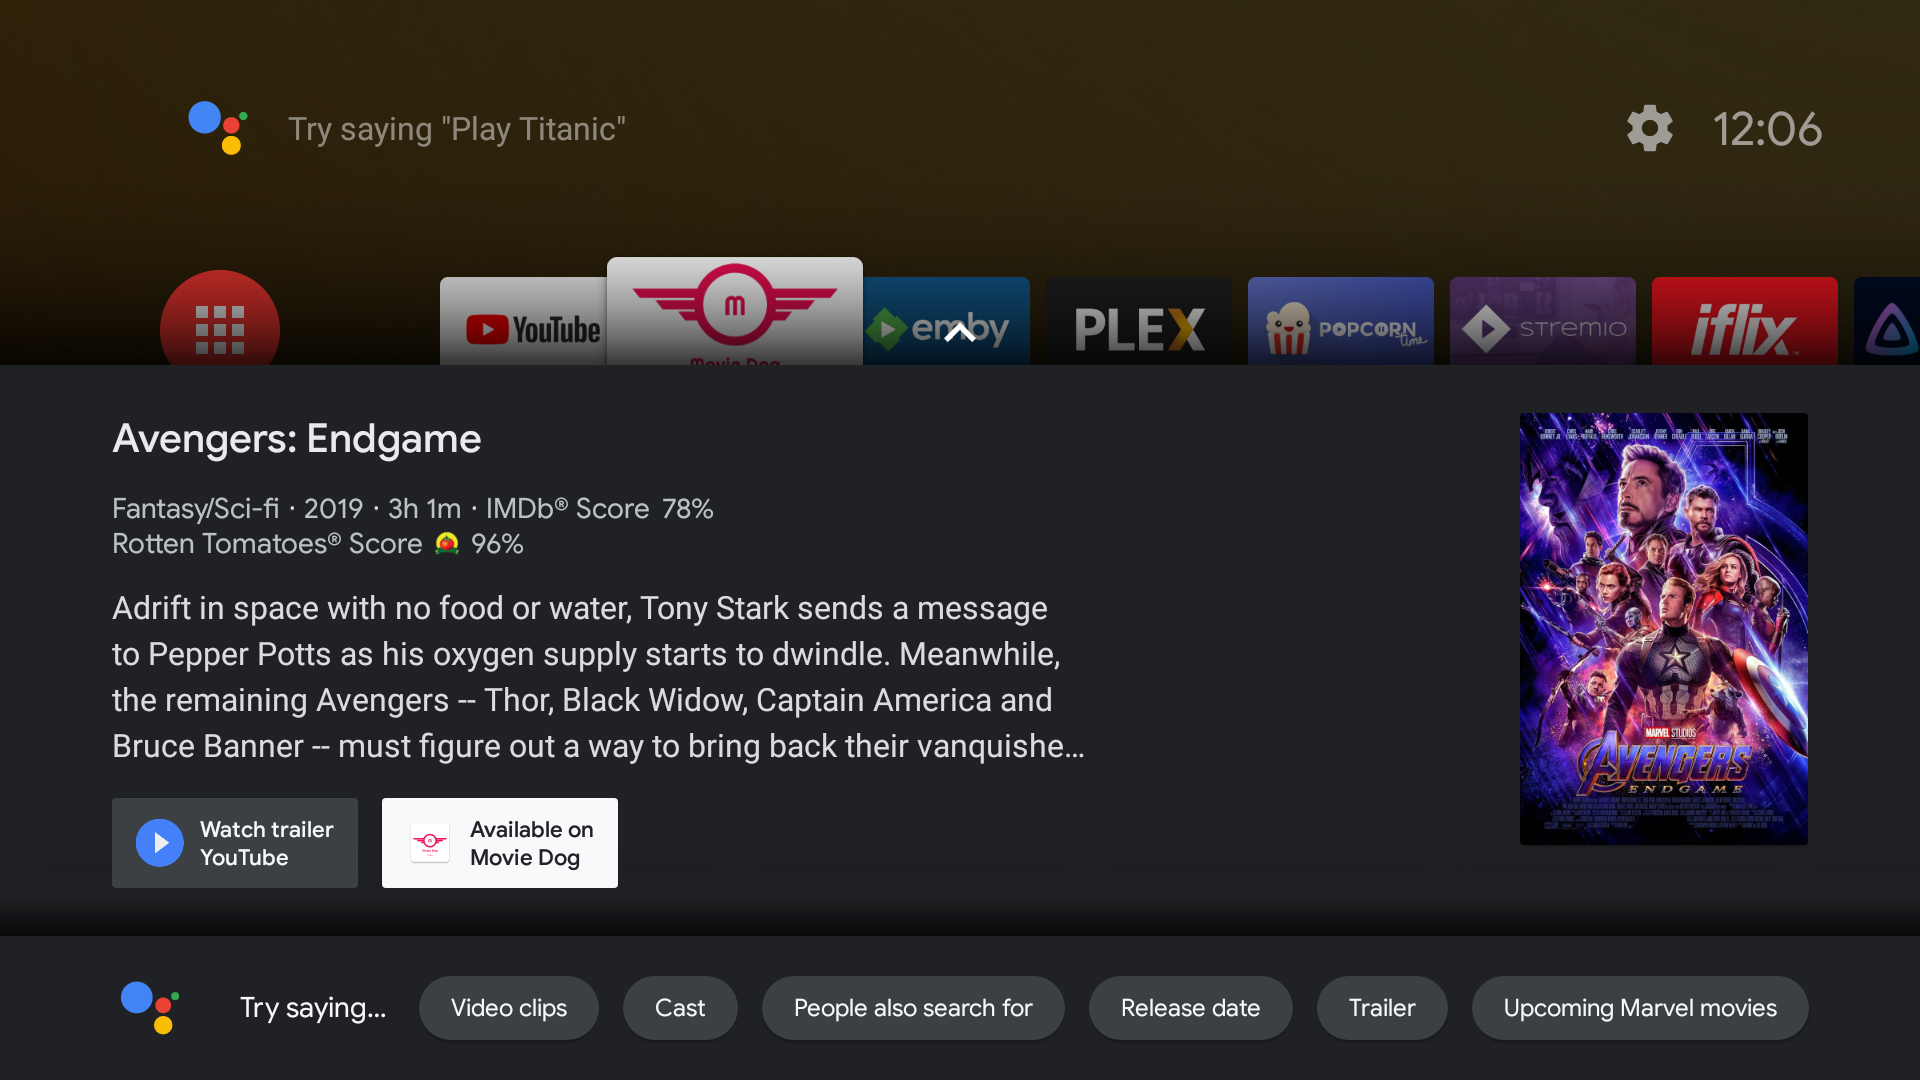 Try saying "Play Titanic"
12:06
YouTube
m
Movie Dog
emby
PLEX
POPCORN
Time
STREMIO
iflix
Avengers: Endgame
Fantasy/Sci-fi · 2019 · 3h 1m · IMDb® Score 78%
Rotten Tomatoes® Score 96%
Adrift in space with no food or water, Tony Stark sends a message
to Pepper Potts as his oxygen supply starts to dwindle. Meanwhile,
the remaining Avengers -- Thor, Black Widow, Captain America and
Bruce Banner -- must figure out a way to bring back their vanquishe...
MARVEL STUDIOS
AVENGERS
ENDGAME
Watch trailer
YouTube
Available on
Movie Dog
Try saying...
Video clips
Cast
People also search for
Release date
Trailer
Upcoming Marvel movies